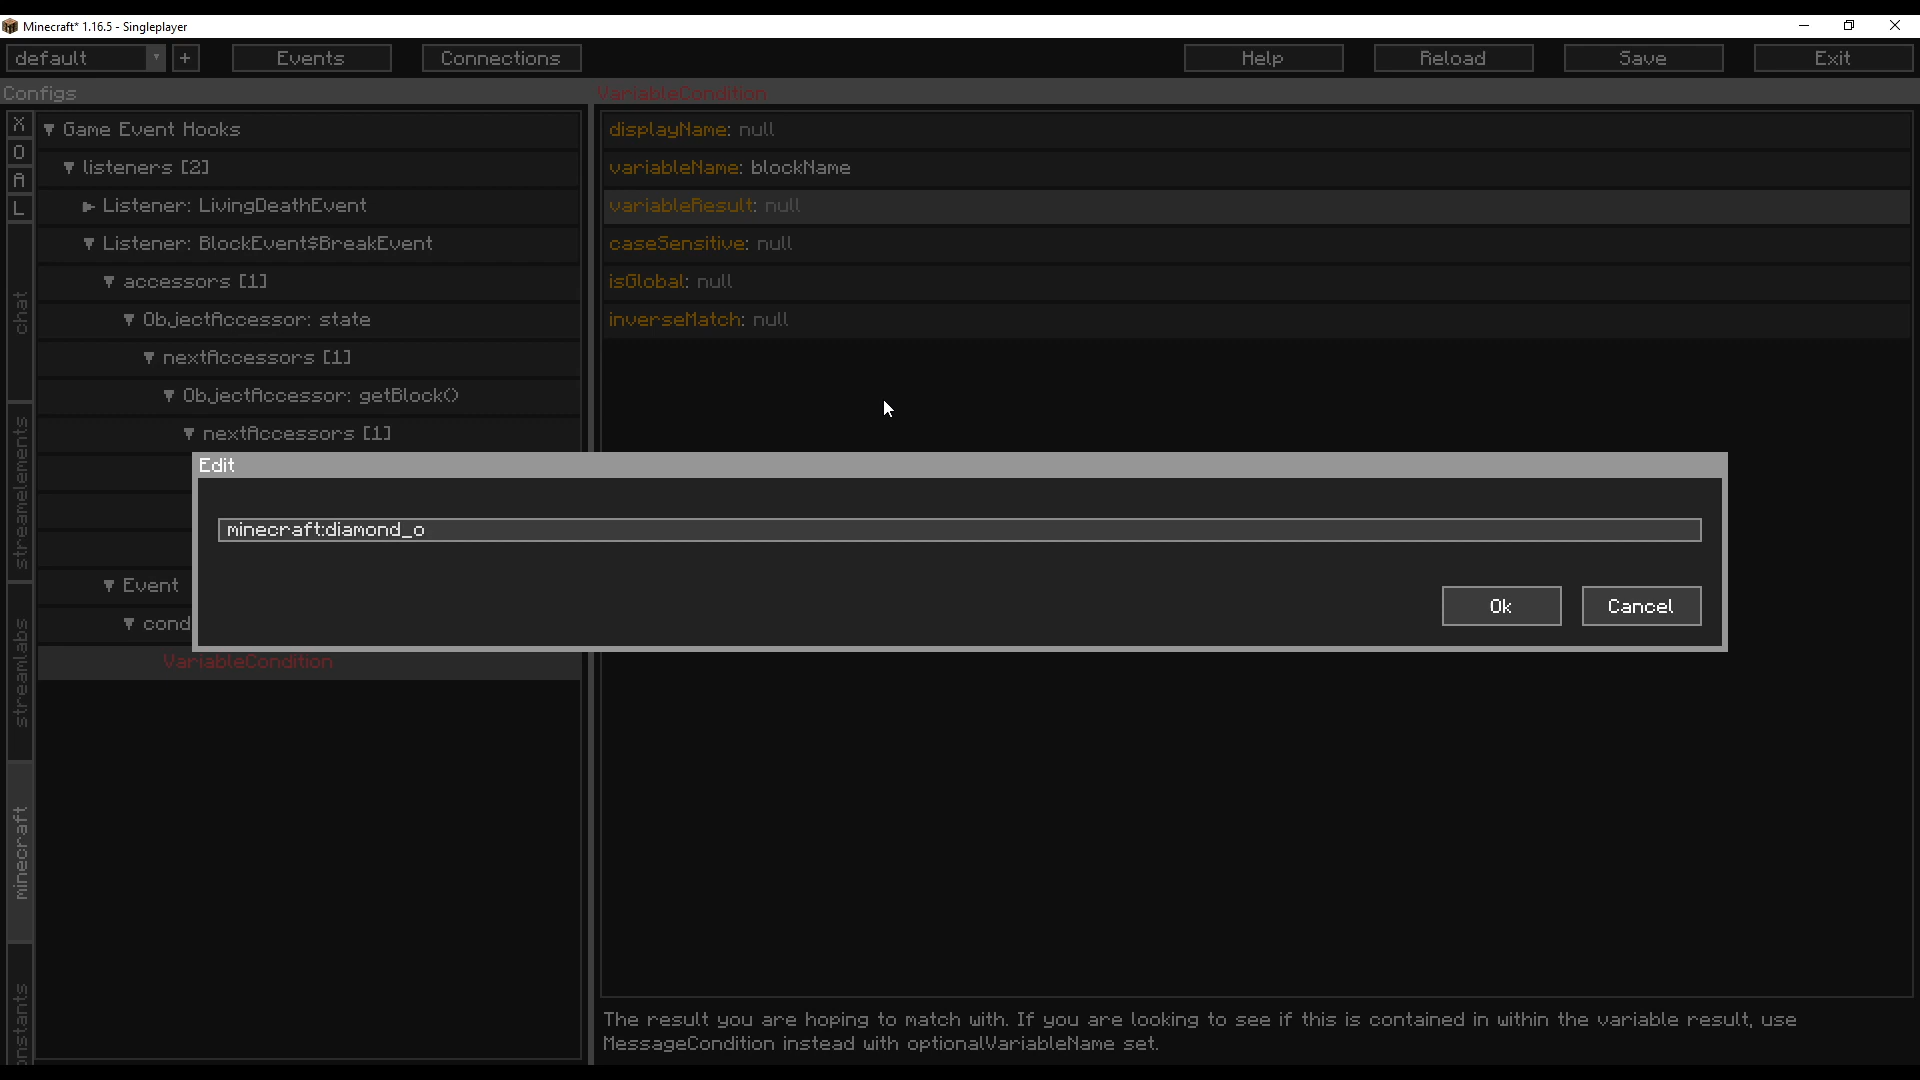 Minecraft* 1.16.5 - Singleplayer
default + Events Connections Help Reload Save Exit
Configs
VariableCondition
X
O
A
L
chat
streamelements
streamlabs
minecraft
Game Event Hooks
listeners [2]
Listener: LivingDeathEvent
Listener: BlockEvent$BreakEvent
accessors [1]
ObjectAccessor: state
nextAccessors [1]
ObjectAccessor: getBlock()
nextAccessors [1]
Event
cond
VariableCondition
displayName: null
variableName: blockName
variableResult: null
caseSensitive: null
isGlobal: null
inverseMatch: null
Edit
minecraft:diamond_o
Ok Cancel
The result you are hoping to match with. If you are looking to see if this is contained in within the variable result, use
MessageCondition instead with optionalVariableName set.